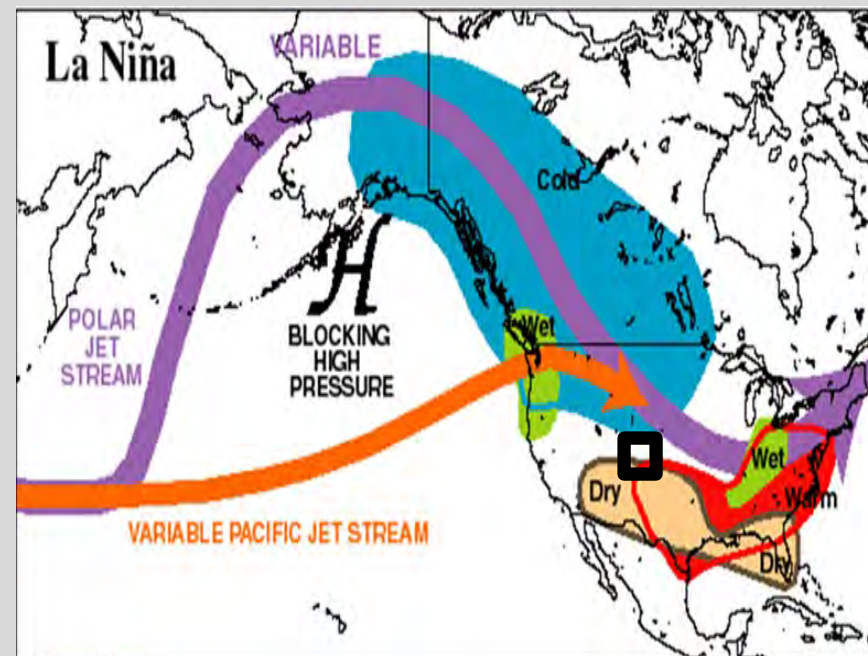 La Niña
VARIABLE
Cold
POLAR
JET
STREAM
H
BLOCKING
HIGH
PRESSURE
Wet
VARIABLE PACIFIC JET STREAM
Dry
Wet
Warm
Dry